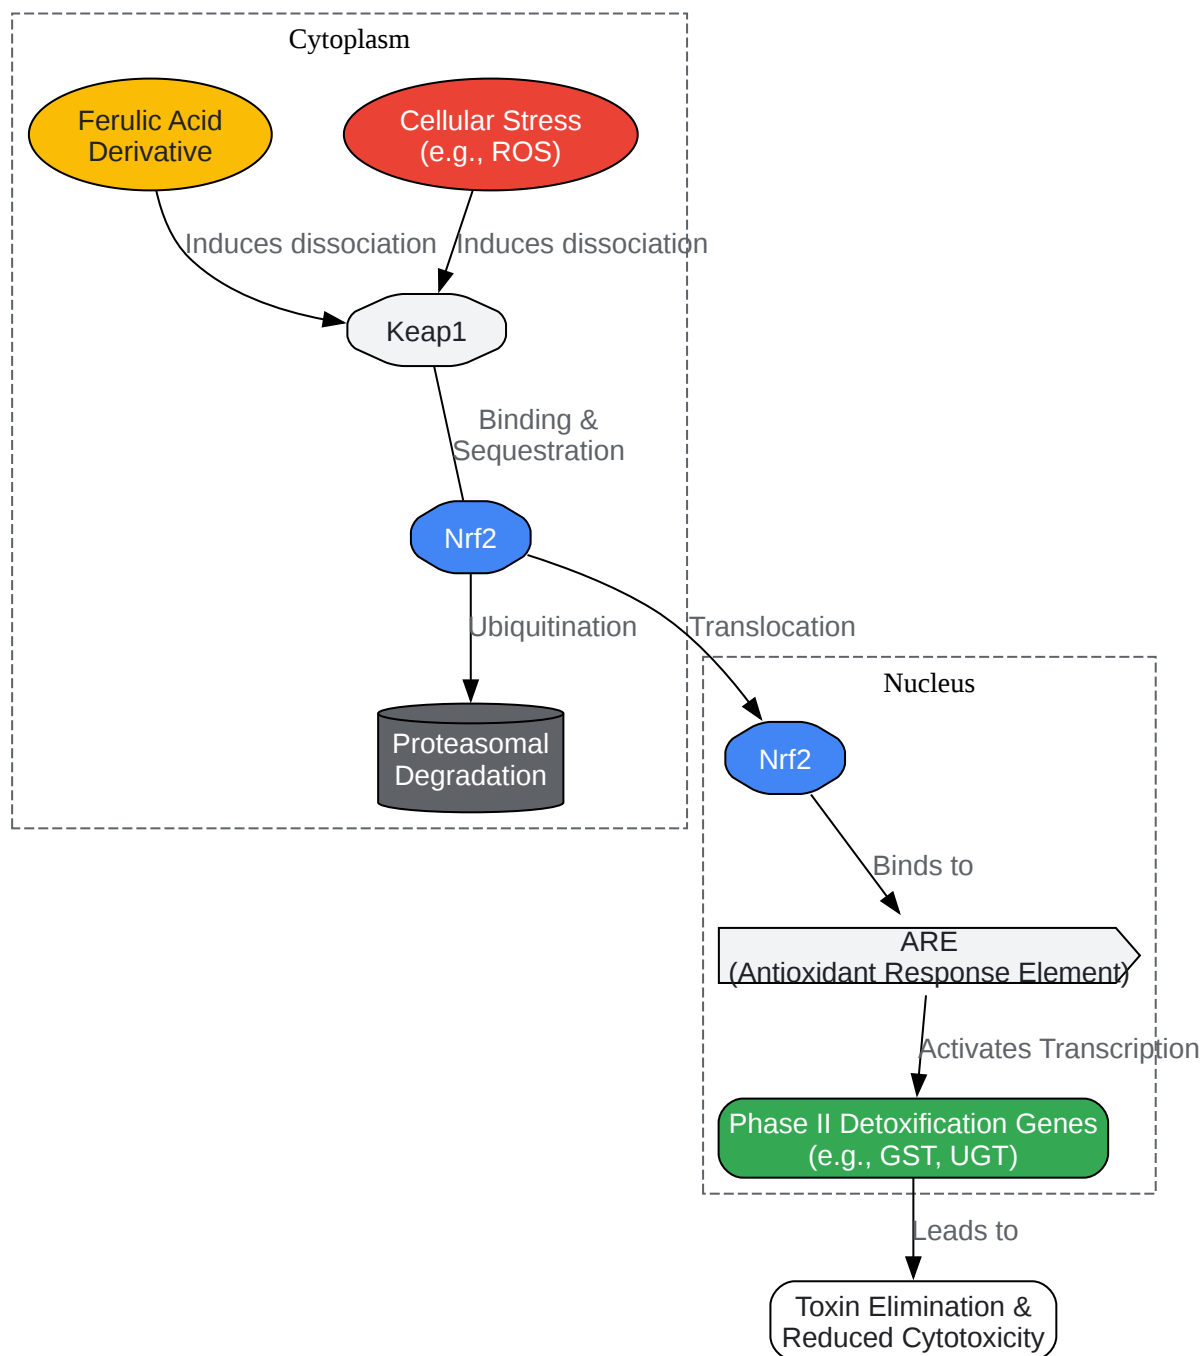 Cytoplasm
Ferulic Acid
Derivative
Cellular Stress
(e.g., ROS)
Induces dissociation
Induces dissociation
Keap1
Binding &
Sequestration
Nrf2
Ubiquitination
Translocation
Proteasomal
Degradation
Nucleus
Nrf2
Binds to
ARE
(Antioxidant Response Element)
Activates Transcription
Phase II Detoxification Genes
(e.g., GST, UGT)
Leads to
Toxin Elimination &
Reduced Cytotoxicity